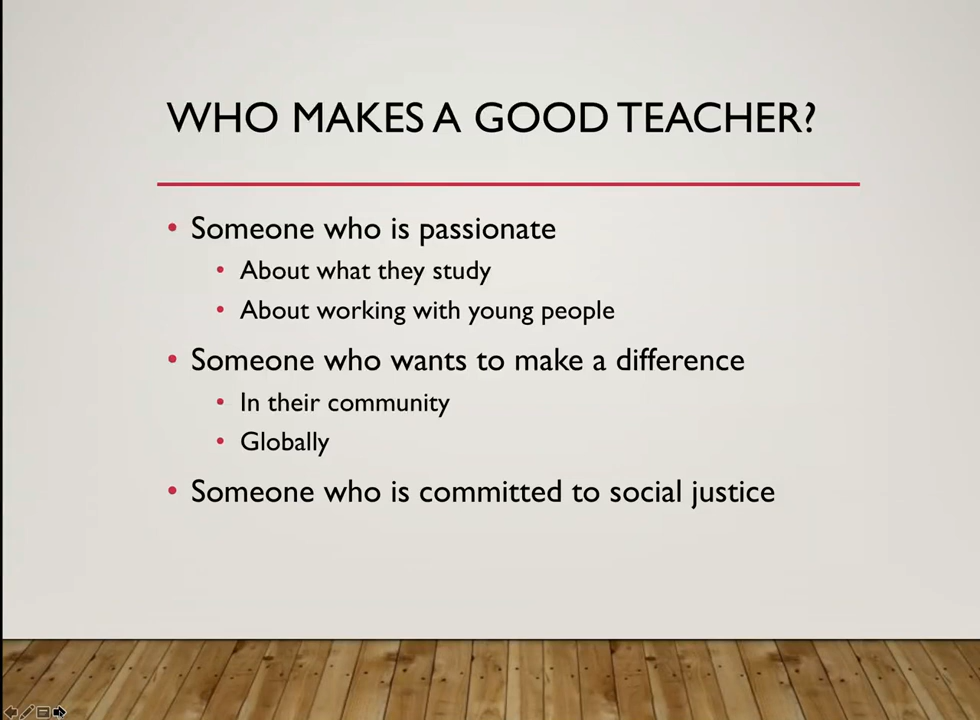 WHO MAKES A GOOD TEACHER?
• Someone who is passionate
• About what they study
• About working with young people
• Someone who wants to make a difference
• In their community
• Globally
• Someone who is committed to social justice